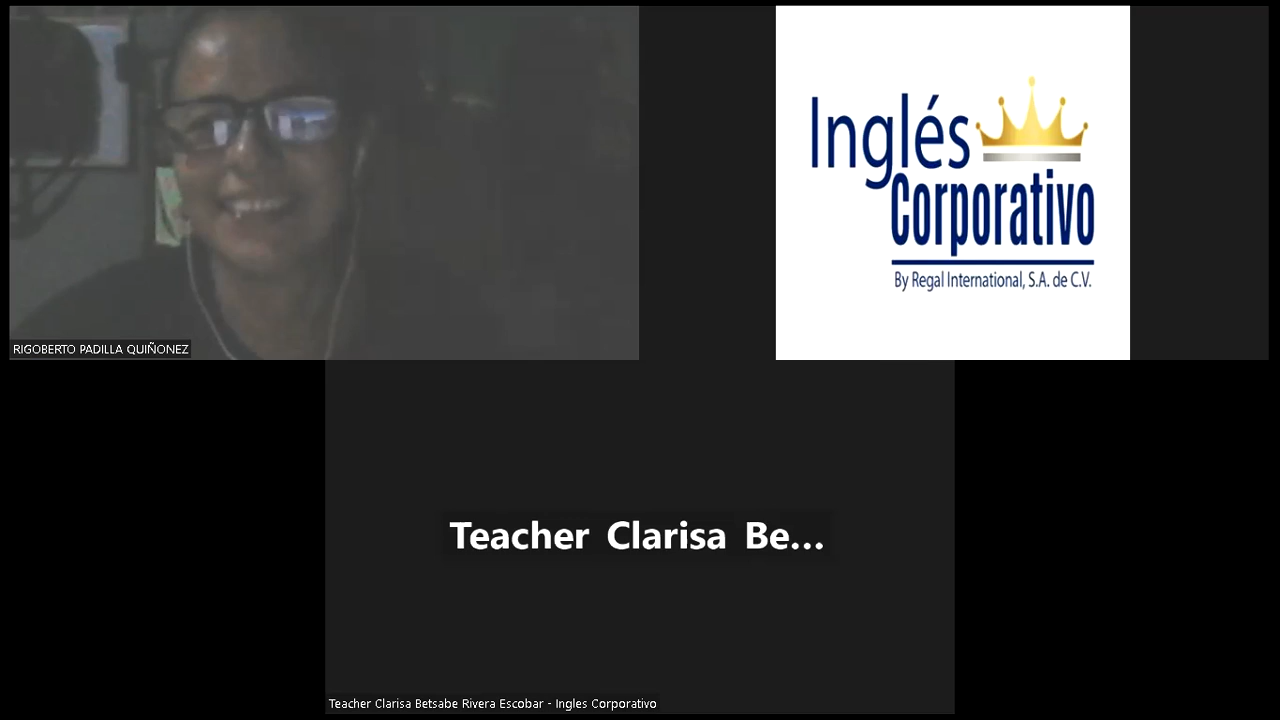 RIGOBERTO PADILLA QUIÑONEZ
Inglés
Corporativo
By Regal International, S.A. de C.V.
Teacher Clarisa Be...
Teacher Clarisa Betsabe Rivera Escobar - Ingles Corporativo